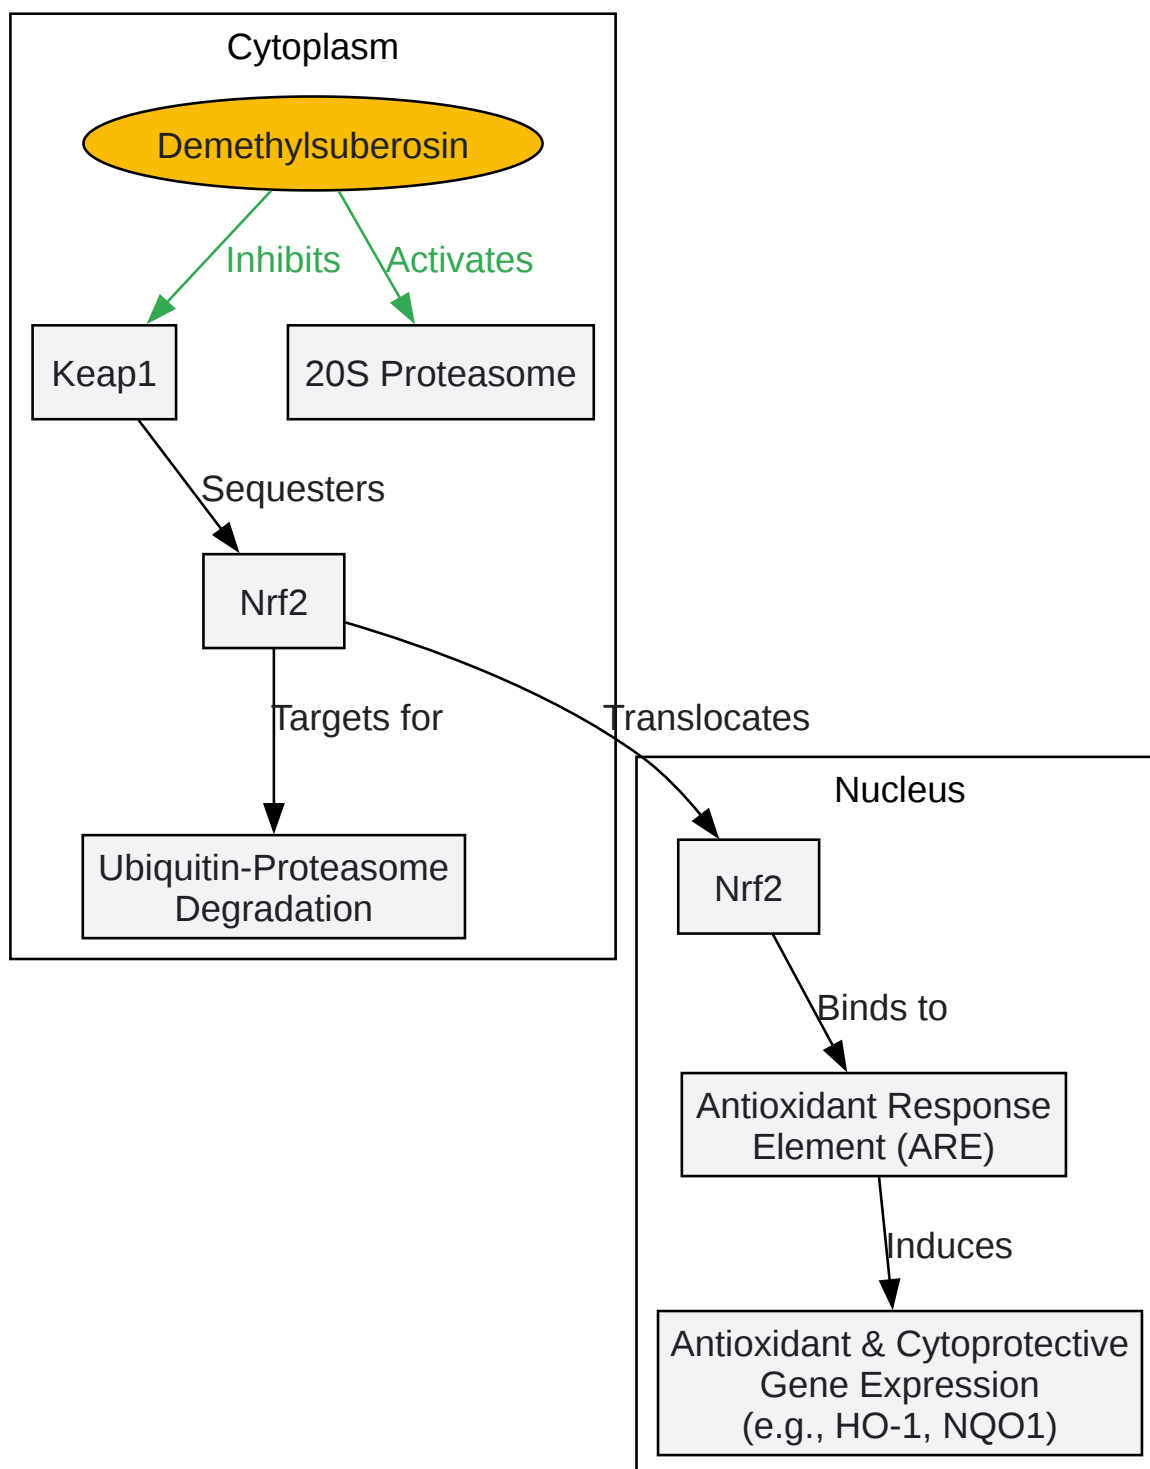 Cytoplasm
Demethylsuberosin
Inhibits
Activates
Keap1
20S Proteasome
Sequesters
Nrf2
Targets for
Translocates
Ubiquitin-Proteasome
Degradation
Nucleus
Nrf2
Binds to
Antioxidant Response
Element (ARE)
Induces
Antioxidant & Cytoprotective
Gene Expression
(e.g., HO-1, NQO1)